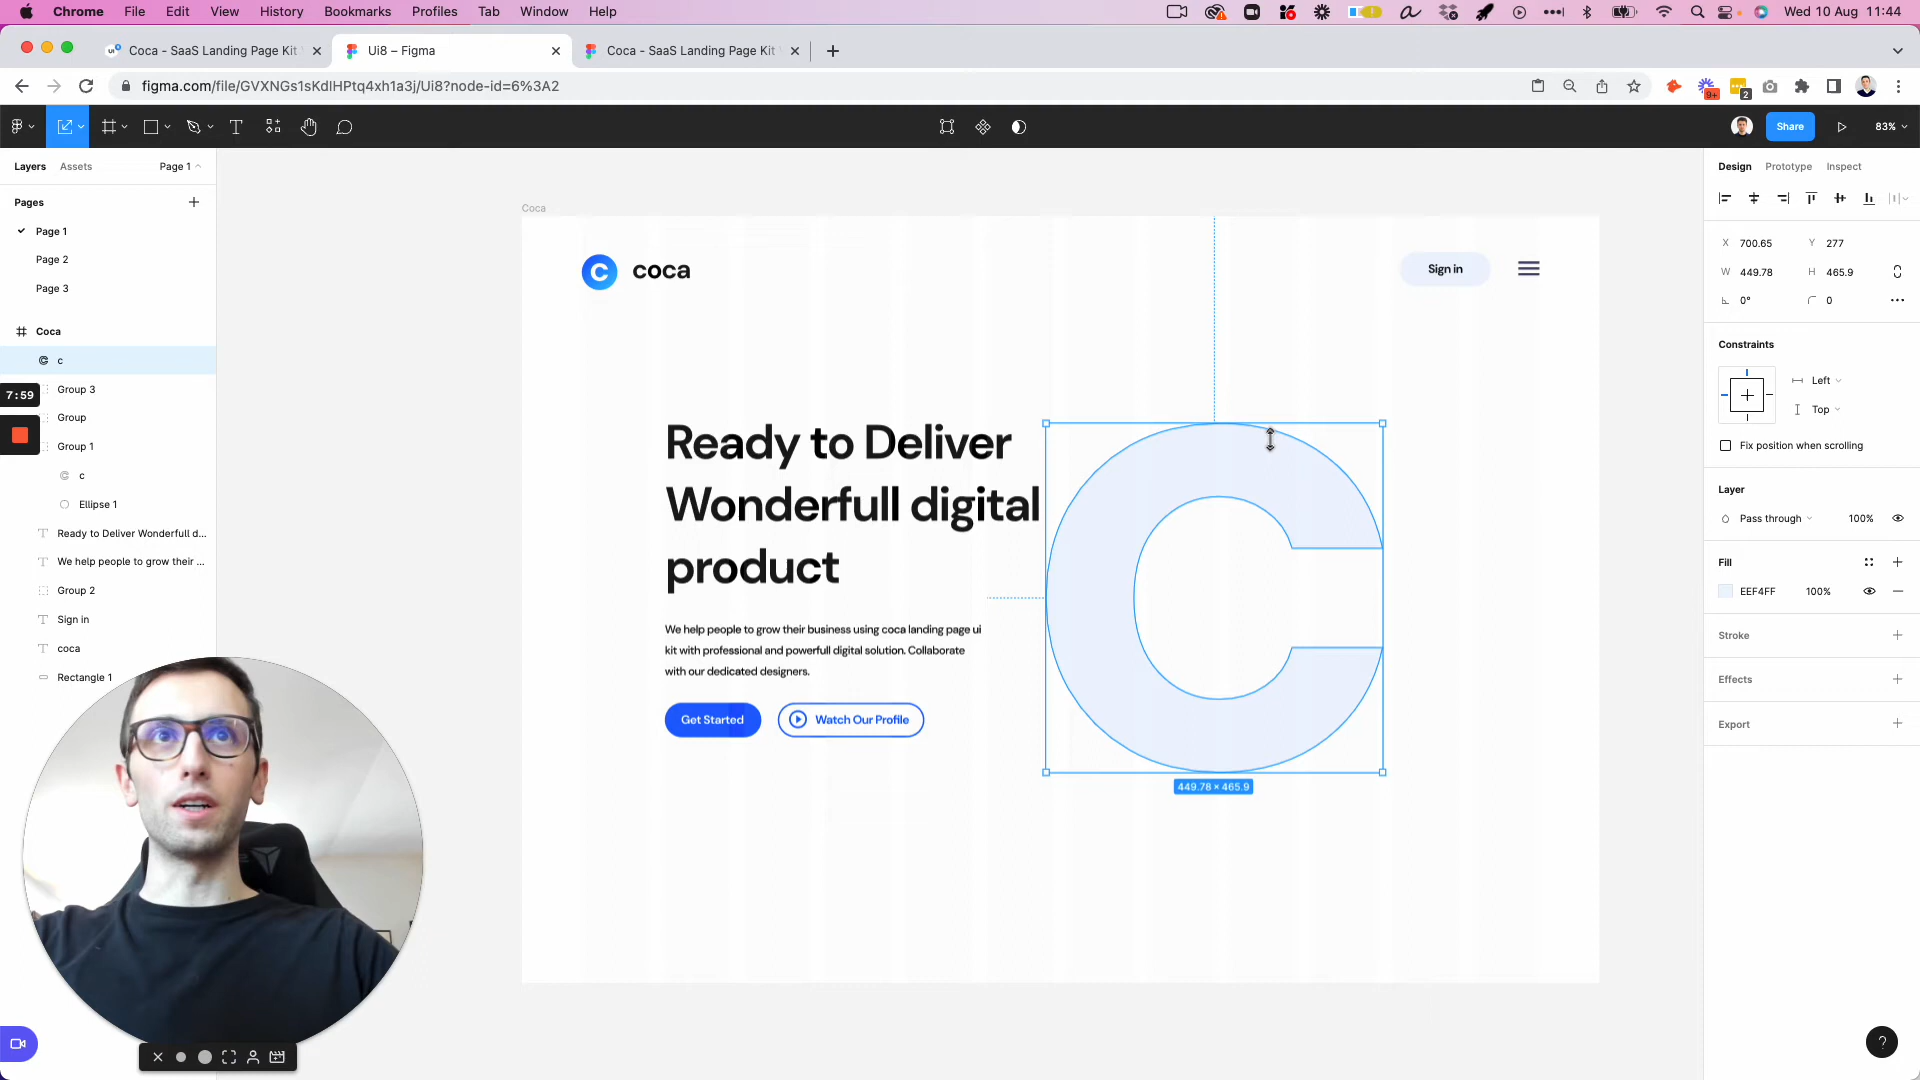 Chrome File Edit View History Bookmarks Profiles Tab Window Help Wed 10 Aug 11:44
Coca - SaaS Landing Page Kit
Ui8 – Figma
Coca - SaaS Landing Page Kit
figma.com/file/GVXNGs1sKdlHPtq4xh1a3j/Ui8?node-id=6%3A2
9+
2
Share
83%
Layers Assets Page 1
Pages
Page 1
Page 2
Page 3
Coca
c
Group 3
7:59
Group
Group 1
c
Ellipse 1
Ready to Deliver Wonderfull d...
We help people to grow their ...
Group 2
Sign in
coca
Rectangle 1
Coca
C coca
Sign in
Ready to Deliver
Wonderfull digital
product
We help people to grow their business using coca landing page ui
kit with professional and powerfull digital solution. Collaborate
with our dedicated designers.
Get Started
Watch Our Profile
C
449.78 × 465.9
Design Prototype Inspect
X 700.65 Y 277
W 449.78 H 465.9
0° 0
Constraints
Left
Top
Fix position when scrolling
Layer
Pass through 100%
Fill
EEF4FF 100%
Stroke
Effects
Export
?